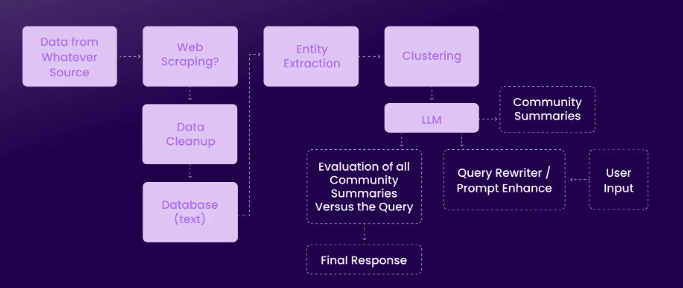 Data from
Whatever
Source
Web
Scraping?
Data
Cleanup
Database
(text)
Entity
Extraction
Clustering
LLM
Community
Summaries
Evaluation of all
Community
Summaries
Versus the Query
Final Response
Query Rewriter /
Prompt Enhance
User
Input